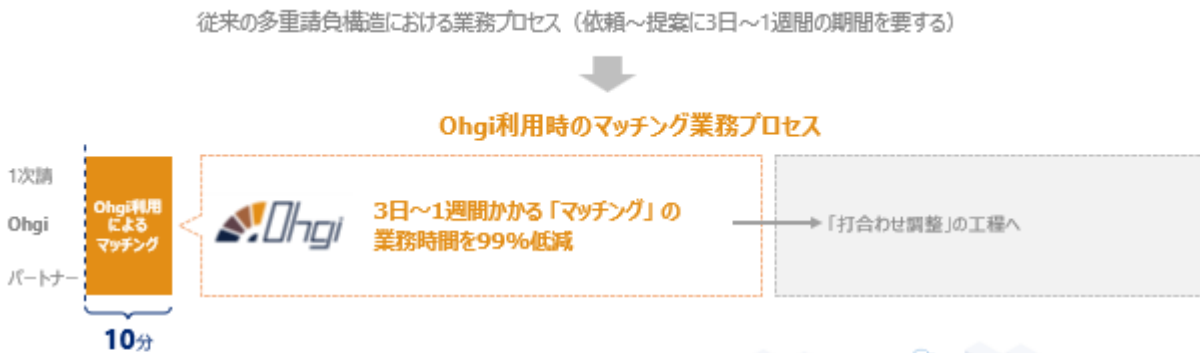 従来の多重請負構造における業務プロセス（依頼～提案に3日～1週間の期間を要する）
Ohgi利用時のマッチング業務プロセス
1次請
Ohgi
パートナー
Ohgi利用
による
マッチング
10分
Ohgi
3日～1週間かかる「マッチング」の
業務時間を99%低減
「打合わせ調整」の工程へ